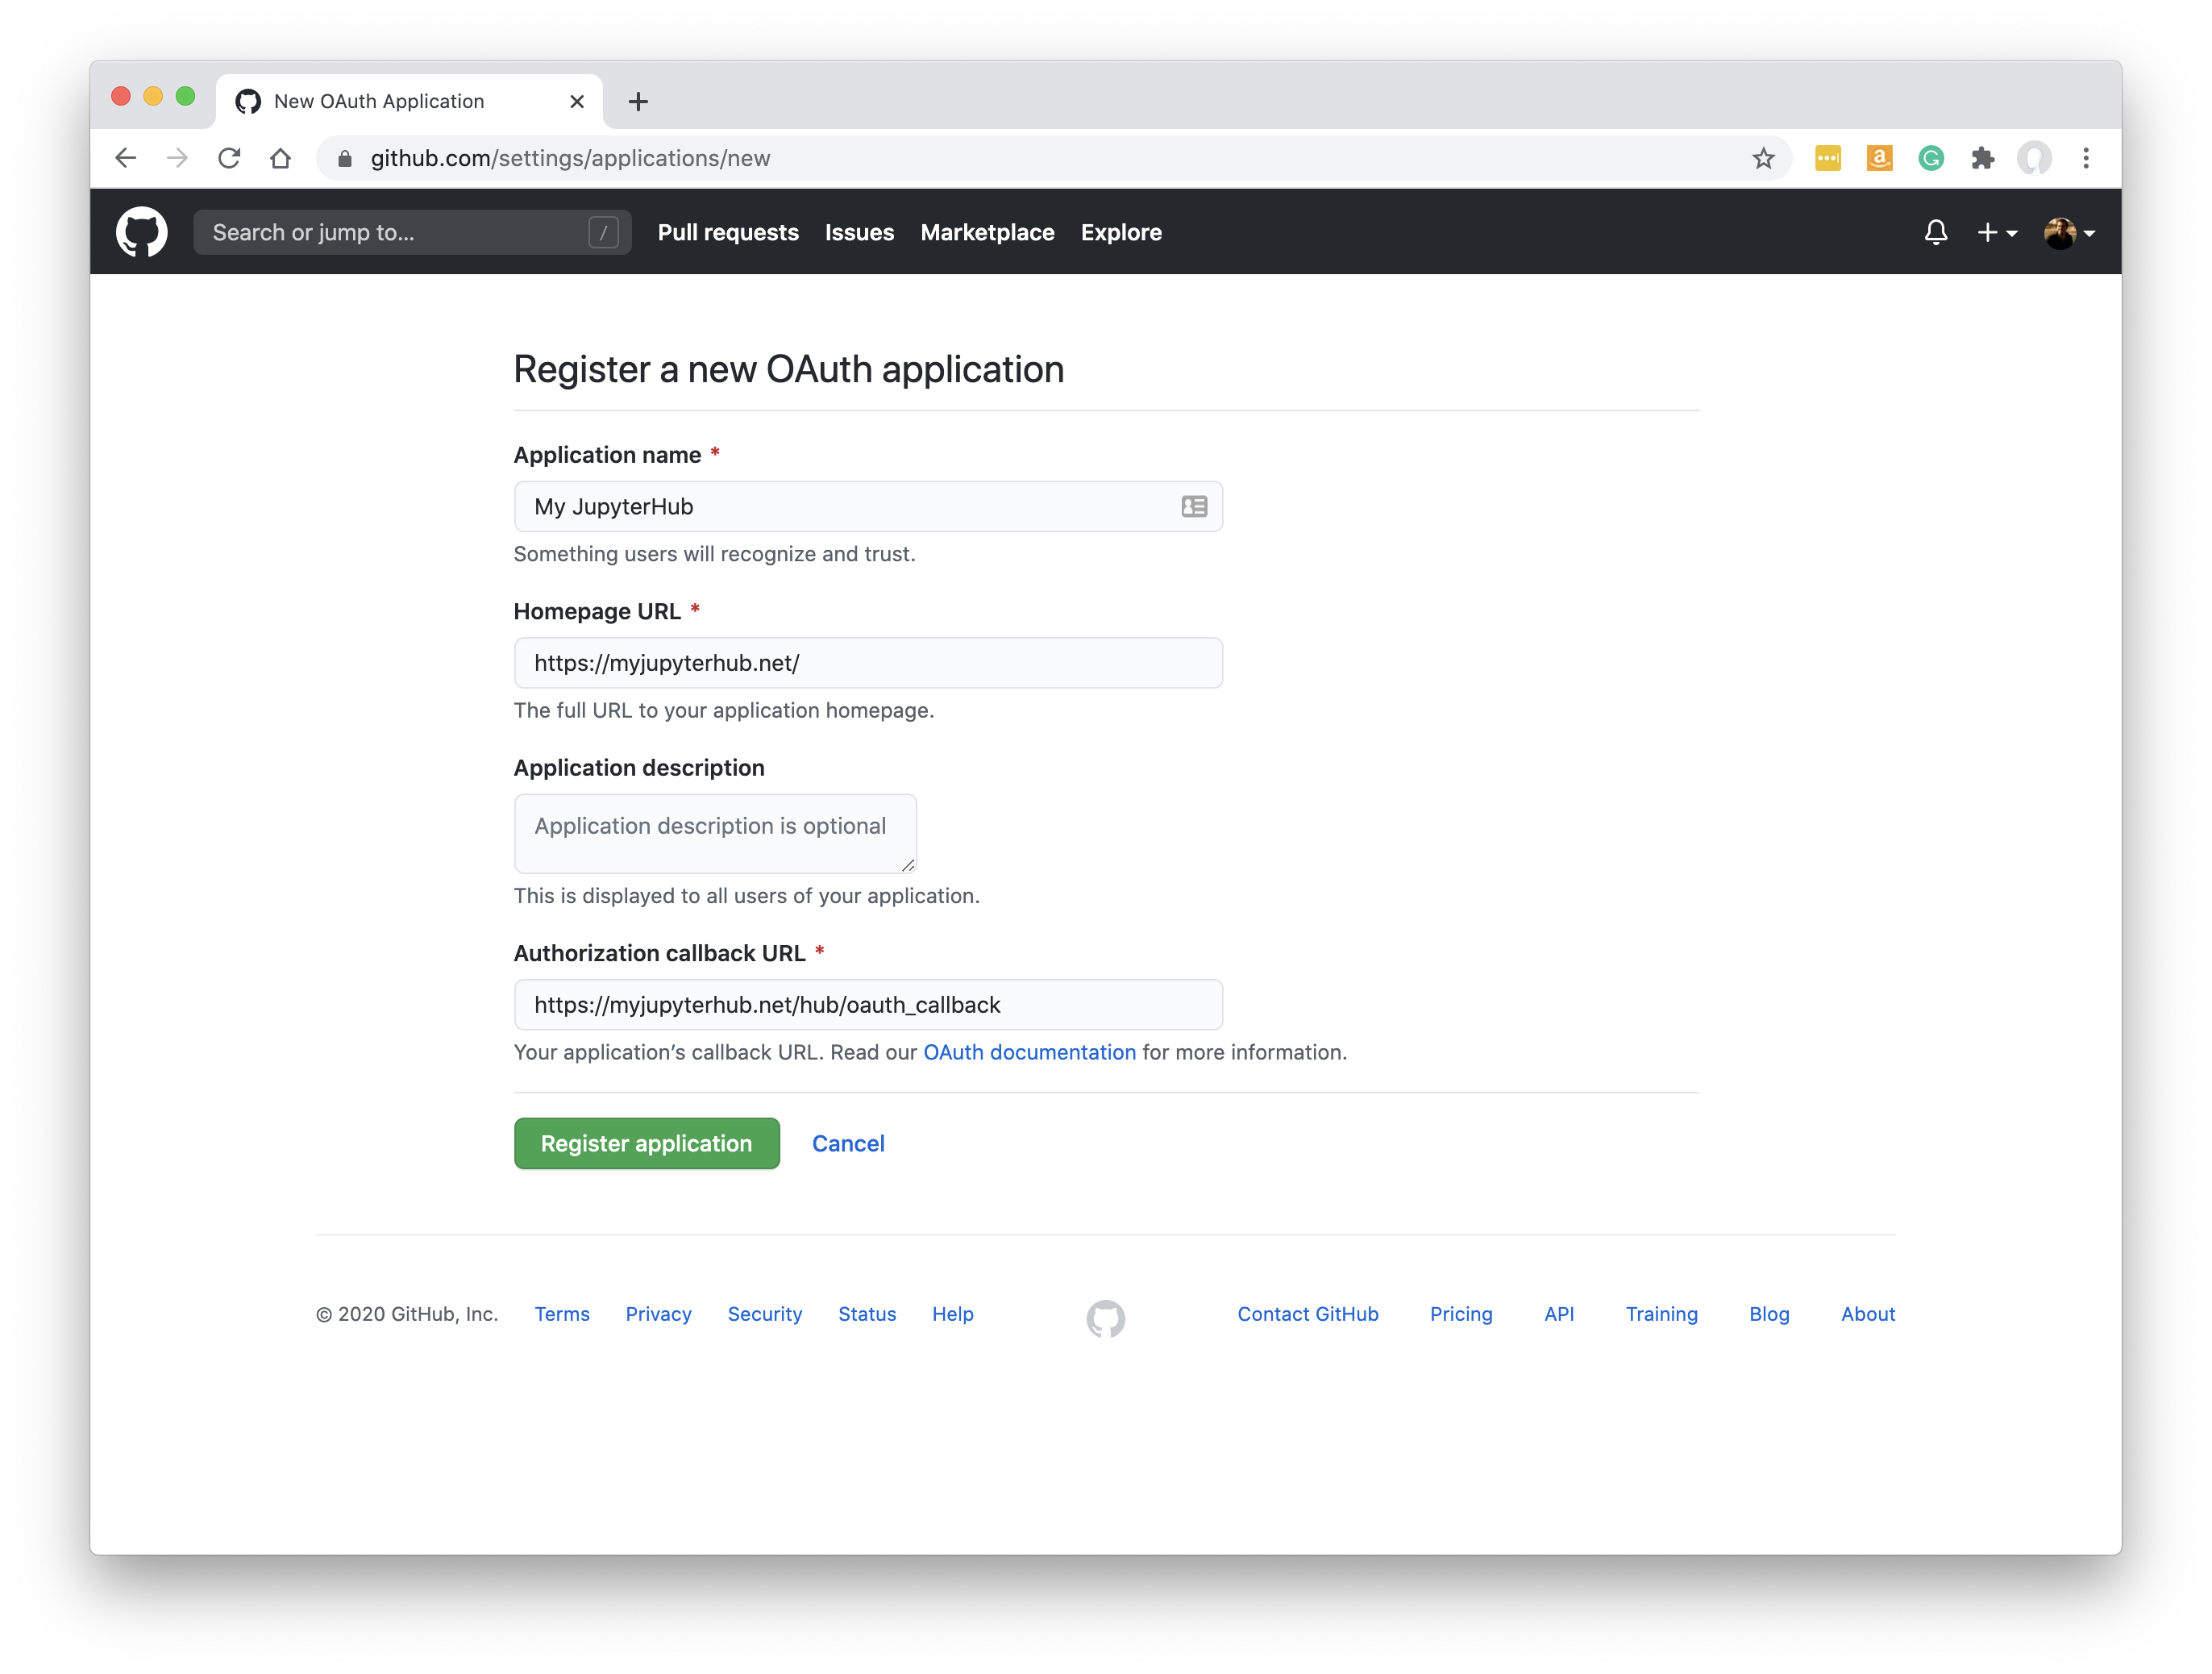 New OAuth Application
github.com/settings/applications/new
Search or jump to... /
Pull requests Issues Marketplace Explore
Register a new OAuth application
Application name *
My JupyterHub
Something users will recognize and trust.
Homepage URL *
https://myjupyterhub.net/
The full URL to your application homepage.
Application description
Application description is optional
This is displayed to all users of your application.
Authorization callback URL *
https://myjupyterhub.net/hub/oauth_callback
Your application’s callback URL. Read our OAuth documentation for more information.
Register application Cancel
© 2020 GitHub, Inc. Terms Privacy Security Status Help Contact GitHub Pricing API Training Blog About